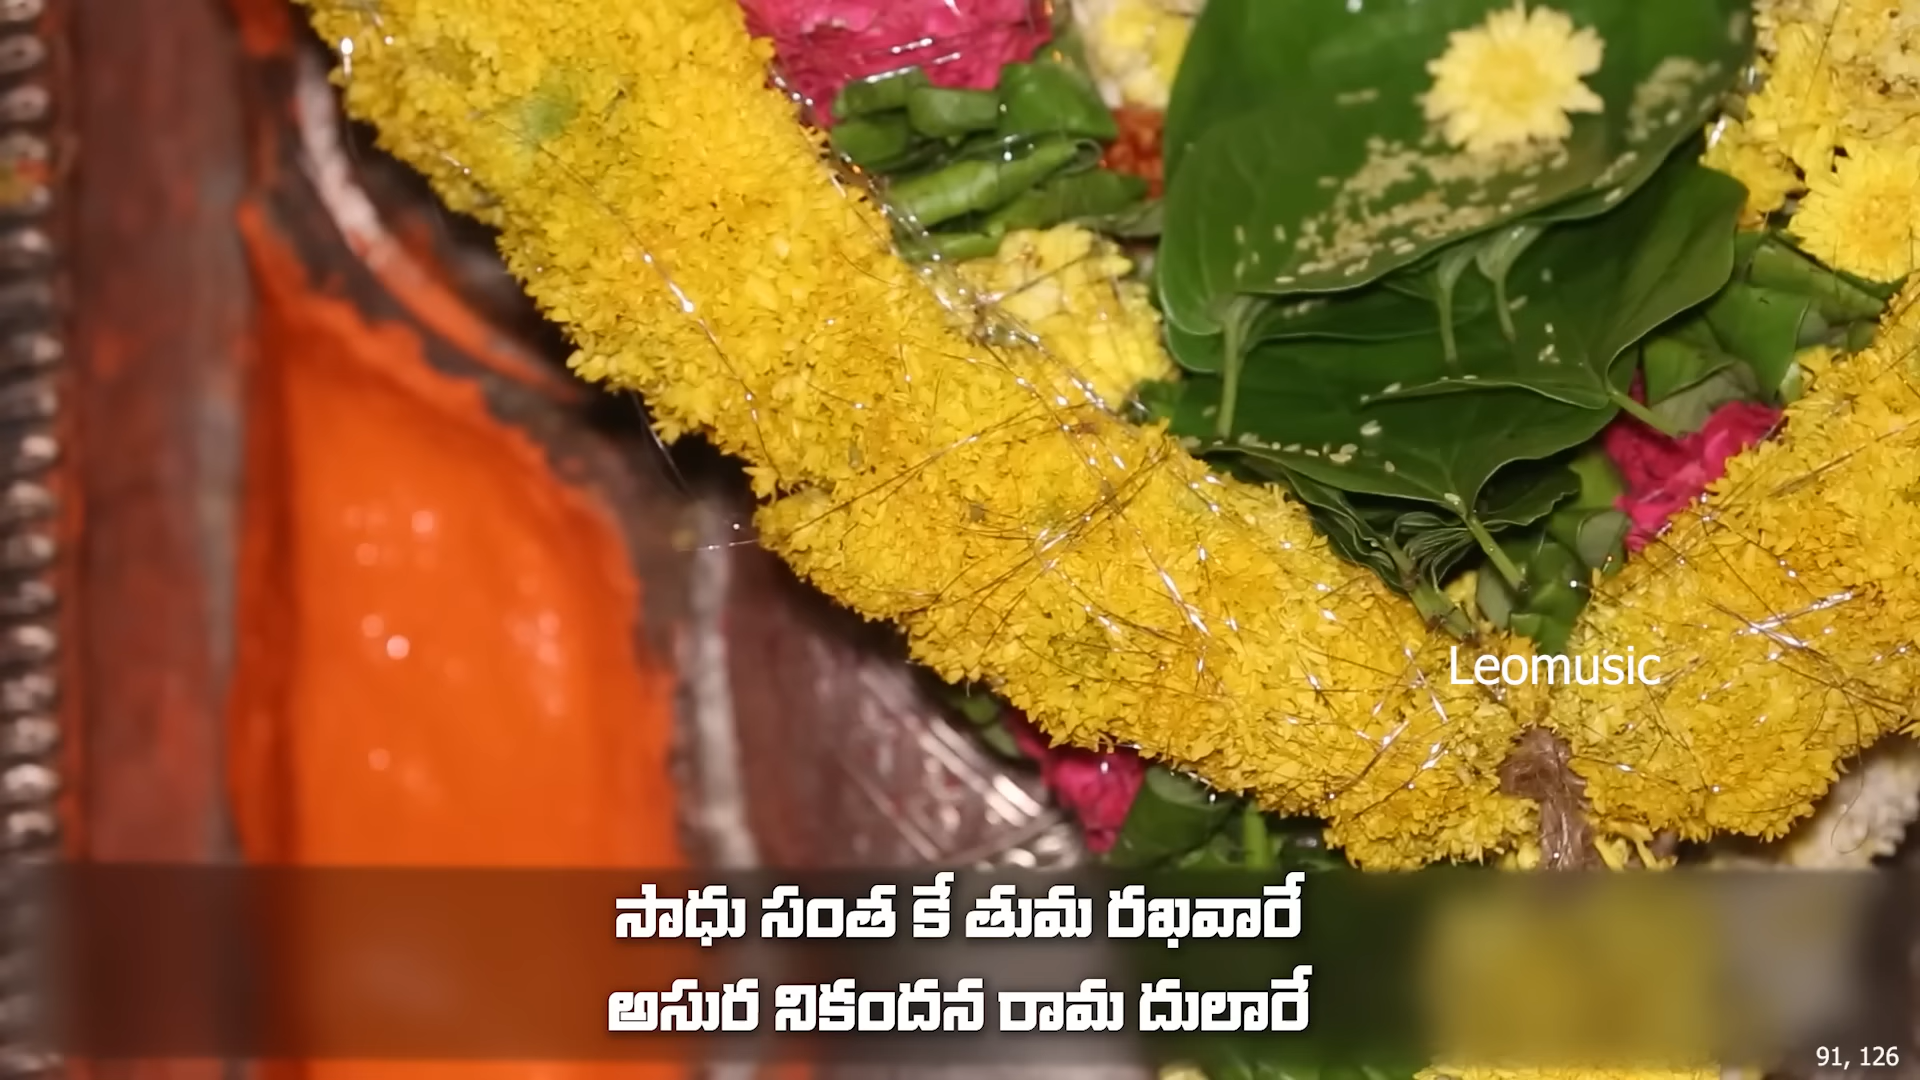 Leomusic
సాధు సంత కే తుమ రఖవారే
అసుర నికందన రామ దులారే
91, 126